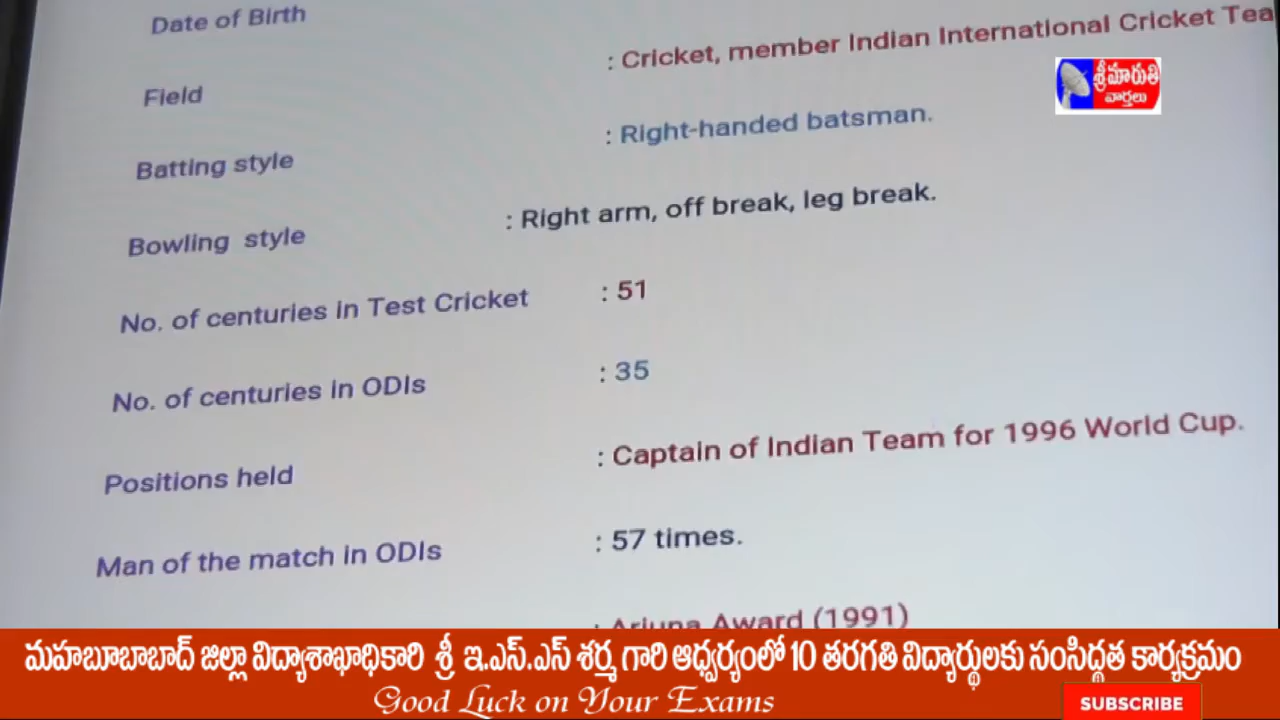 Date of Birth
: Cricket, member Indian International Cricket Tea
Field
: Right-handed batsman.
Batting style
: Right arm, off break, leg break.
Bowling style
No. of centuries in Test Cricket : 51
No. of centuries in ODIs : 35
: Captain of Indian Team for 1996 World Cup.
Positions held
Man of the match in ODIs : 57 times.
: Arjuna Award (1991)
శ్రీమారుతి
వార్తలు
మహబూబాబాద్ జిల్లా విద్యాశాఖాధికారి శ్రీ ఇ.ఎస్.ఎస్ శర్మ గారి ఆధ్వర్యంలో 10 తరగతి విద్యార్థులకు సంసిద్ధత కార్యక్రమం
Good Luck on Your Exams
SUBSCRIBE